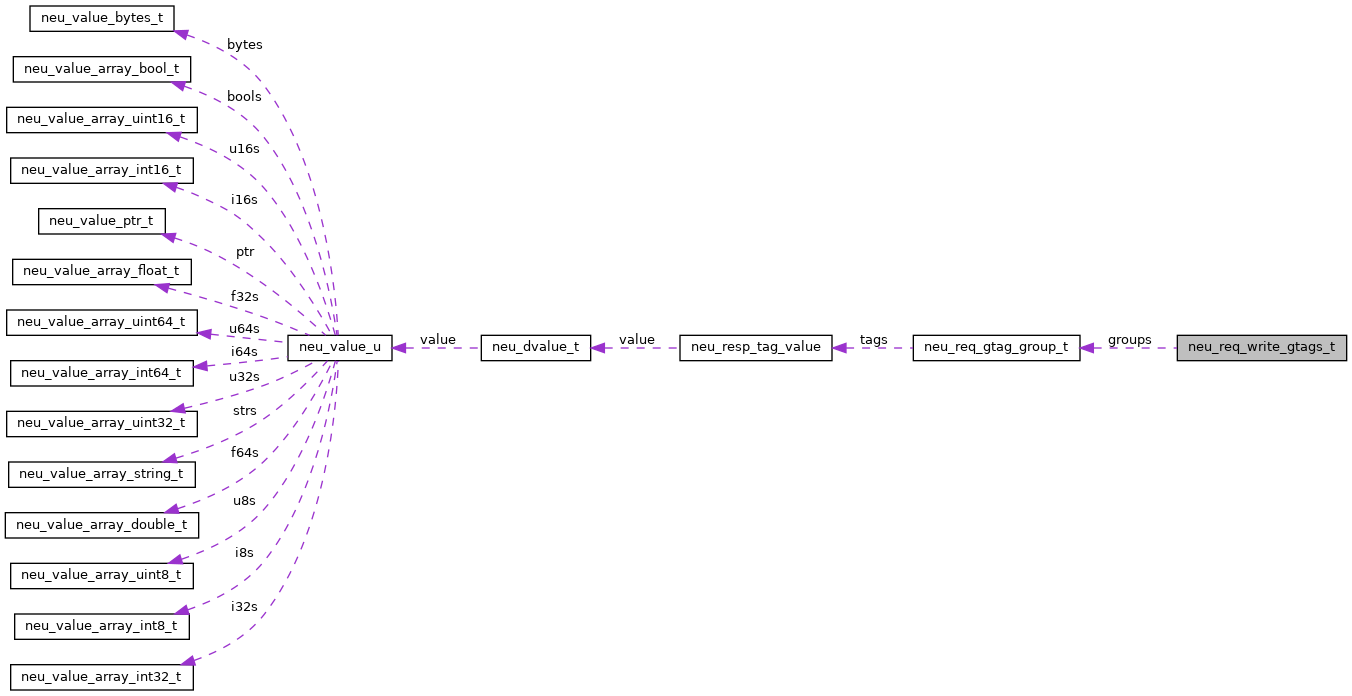 neu_value_bytes_t
bytes
neu_value_array_bool_t
bools
neu_value_array_uint16_t
u16s
neu_value_array_int16_t
i16s
neu_value_ptr_t
ptr
neu_value_array_float_t
f32s
neu_value_array_uint64_t
u64s
neu_value_u
value
neu_dvalue_t
value
neu_resp_tag_value
tags
neu_req_gtag_group_t
groups
neu_req_write_gtags_t
i64s
neu_value_array_int64_t
u32s
neu_value_array_uint32_t
strs
neu_value_array_string_t
f64s
neu_value_array_double_t
u8s
neu_value_array_uint8_t
i8s
neu_value_array_int8_t
i32s
neu_value_array_int32_t